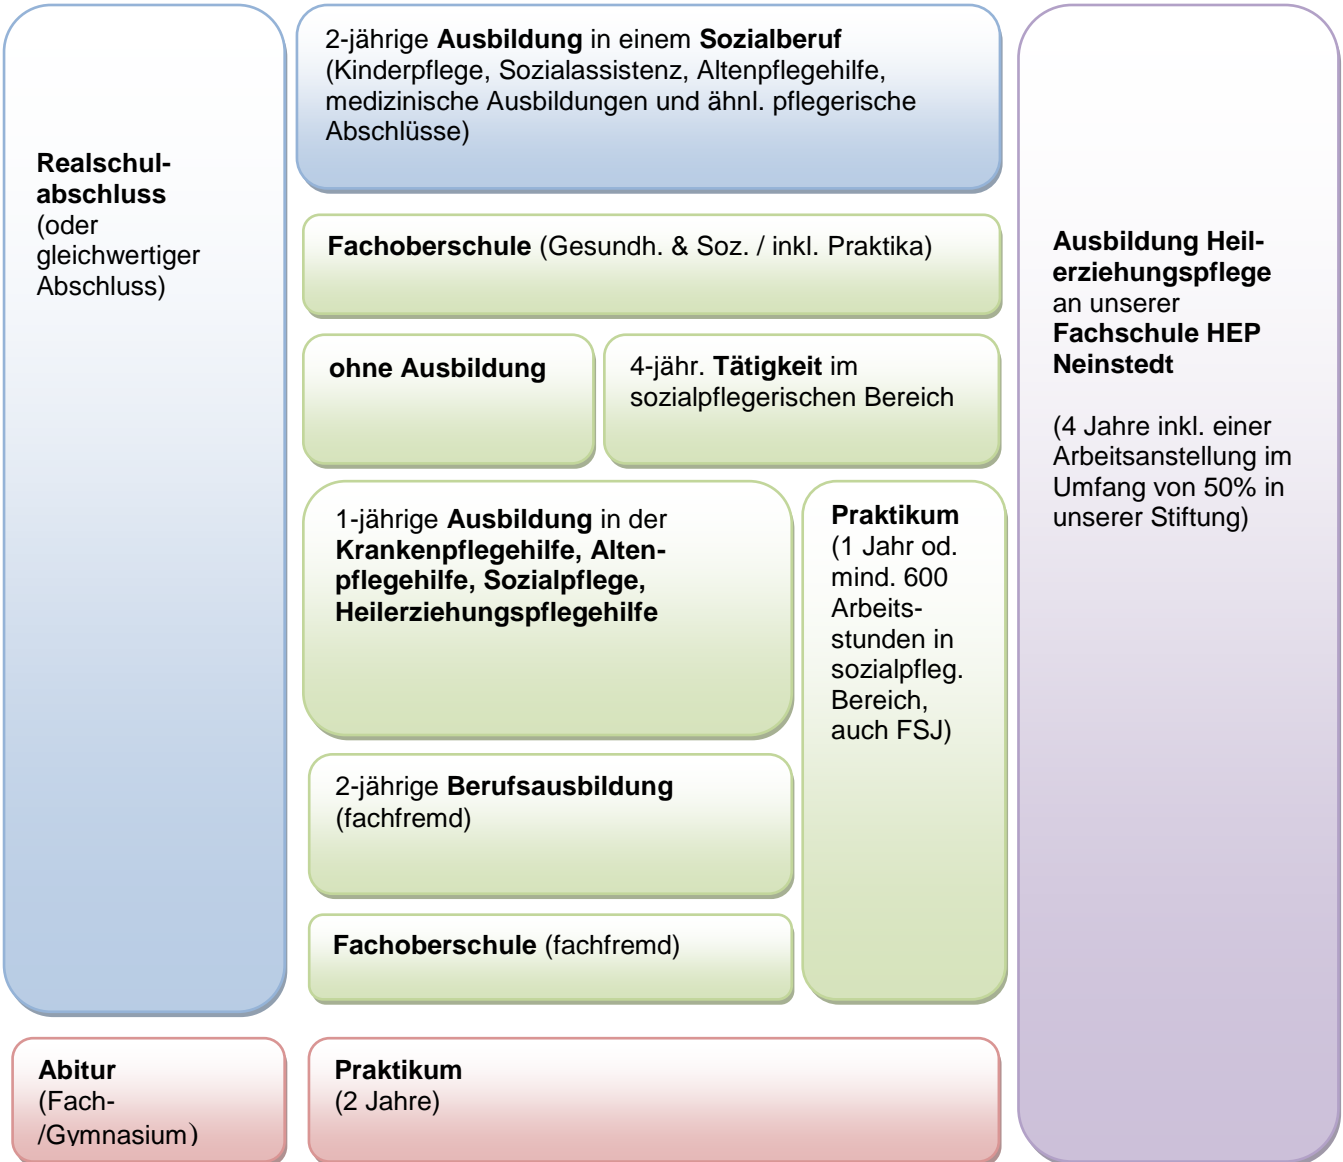 Realschul-
abschluss
(oder
gleichwertiger
Abschluss)
2-jährige Ausbildung in einem Sozialberuf
(Kinderpflege, Sozialassistenz, Altenpflegehilfe,
medizinische Ausbildungen und ähnl. pflegerische
Abschlüsse)
Fachoberschule (Gesundh. & Soz. / inkl. Praktika)
ohne Ausbildung
4-jähr. Tätigkeit im
sozialpflegerischen Bereich
1-jährige Ausbildung in der
Krankenpflegehilfe, Alten-
pflegehilfe, Sozialpflege,
Heilerziehungspflegehilfe
Praktikum
(1 Jahr od.
mind. 600
Arbeits-
stunden in
sozialpfleg.
Bereich,
auch FSJ)
2-jährige Berufsausbildung
(fachfremd)
Fachoberschule (fachfremd)
Abitur
(Fach-
/Gymnasium)
Praktikum
(2 Jahre)
Ausbildung Heil-
erziehungspflege
an unserer
Fachschule HEP
Neinstedt
(4 Jahre inkl. einer
Arbeitsanstellung im
Umfang von 50% in
unserer Stiftung)